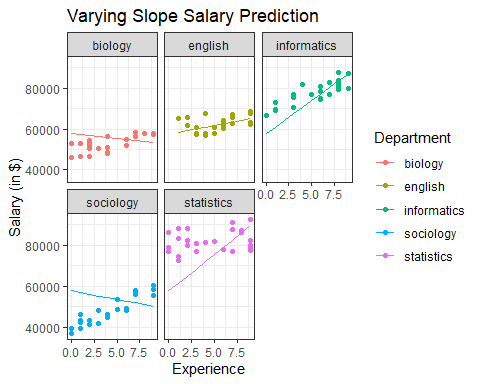 Varying Slope Salary Prediction
biology english informatics
80000
60000
40000
Salary (in $)
sociology statistics
80000
60000
40000
0.0 2.5 5.0 7.5
0.0 2.5 5.0 7.5
0.0 2.5 5.0 7.5
Experience
Department
biology
english
informatics
sociology
statistics